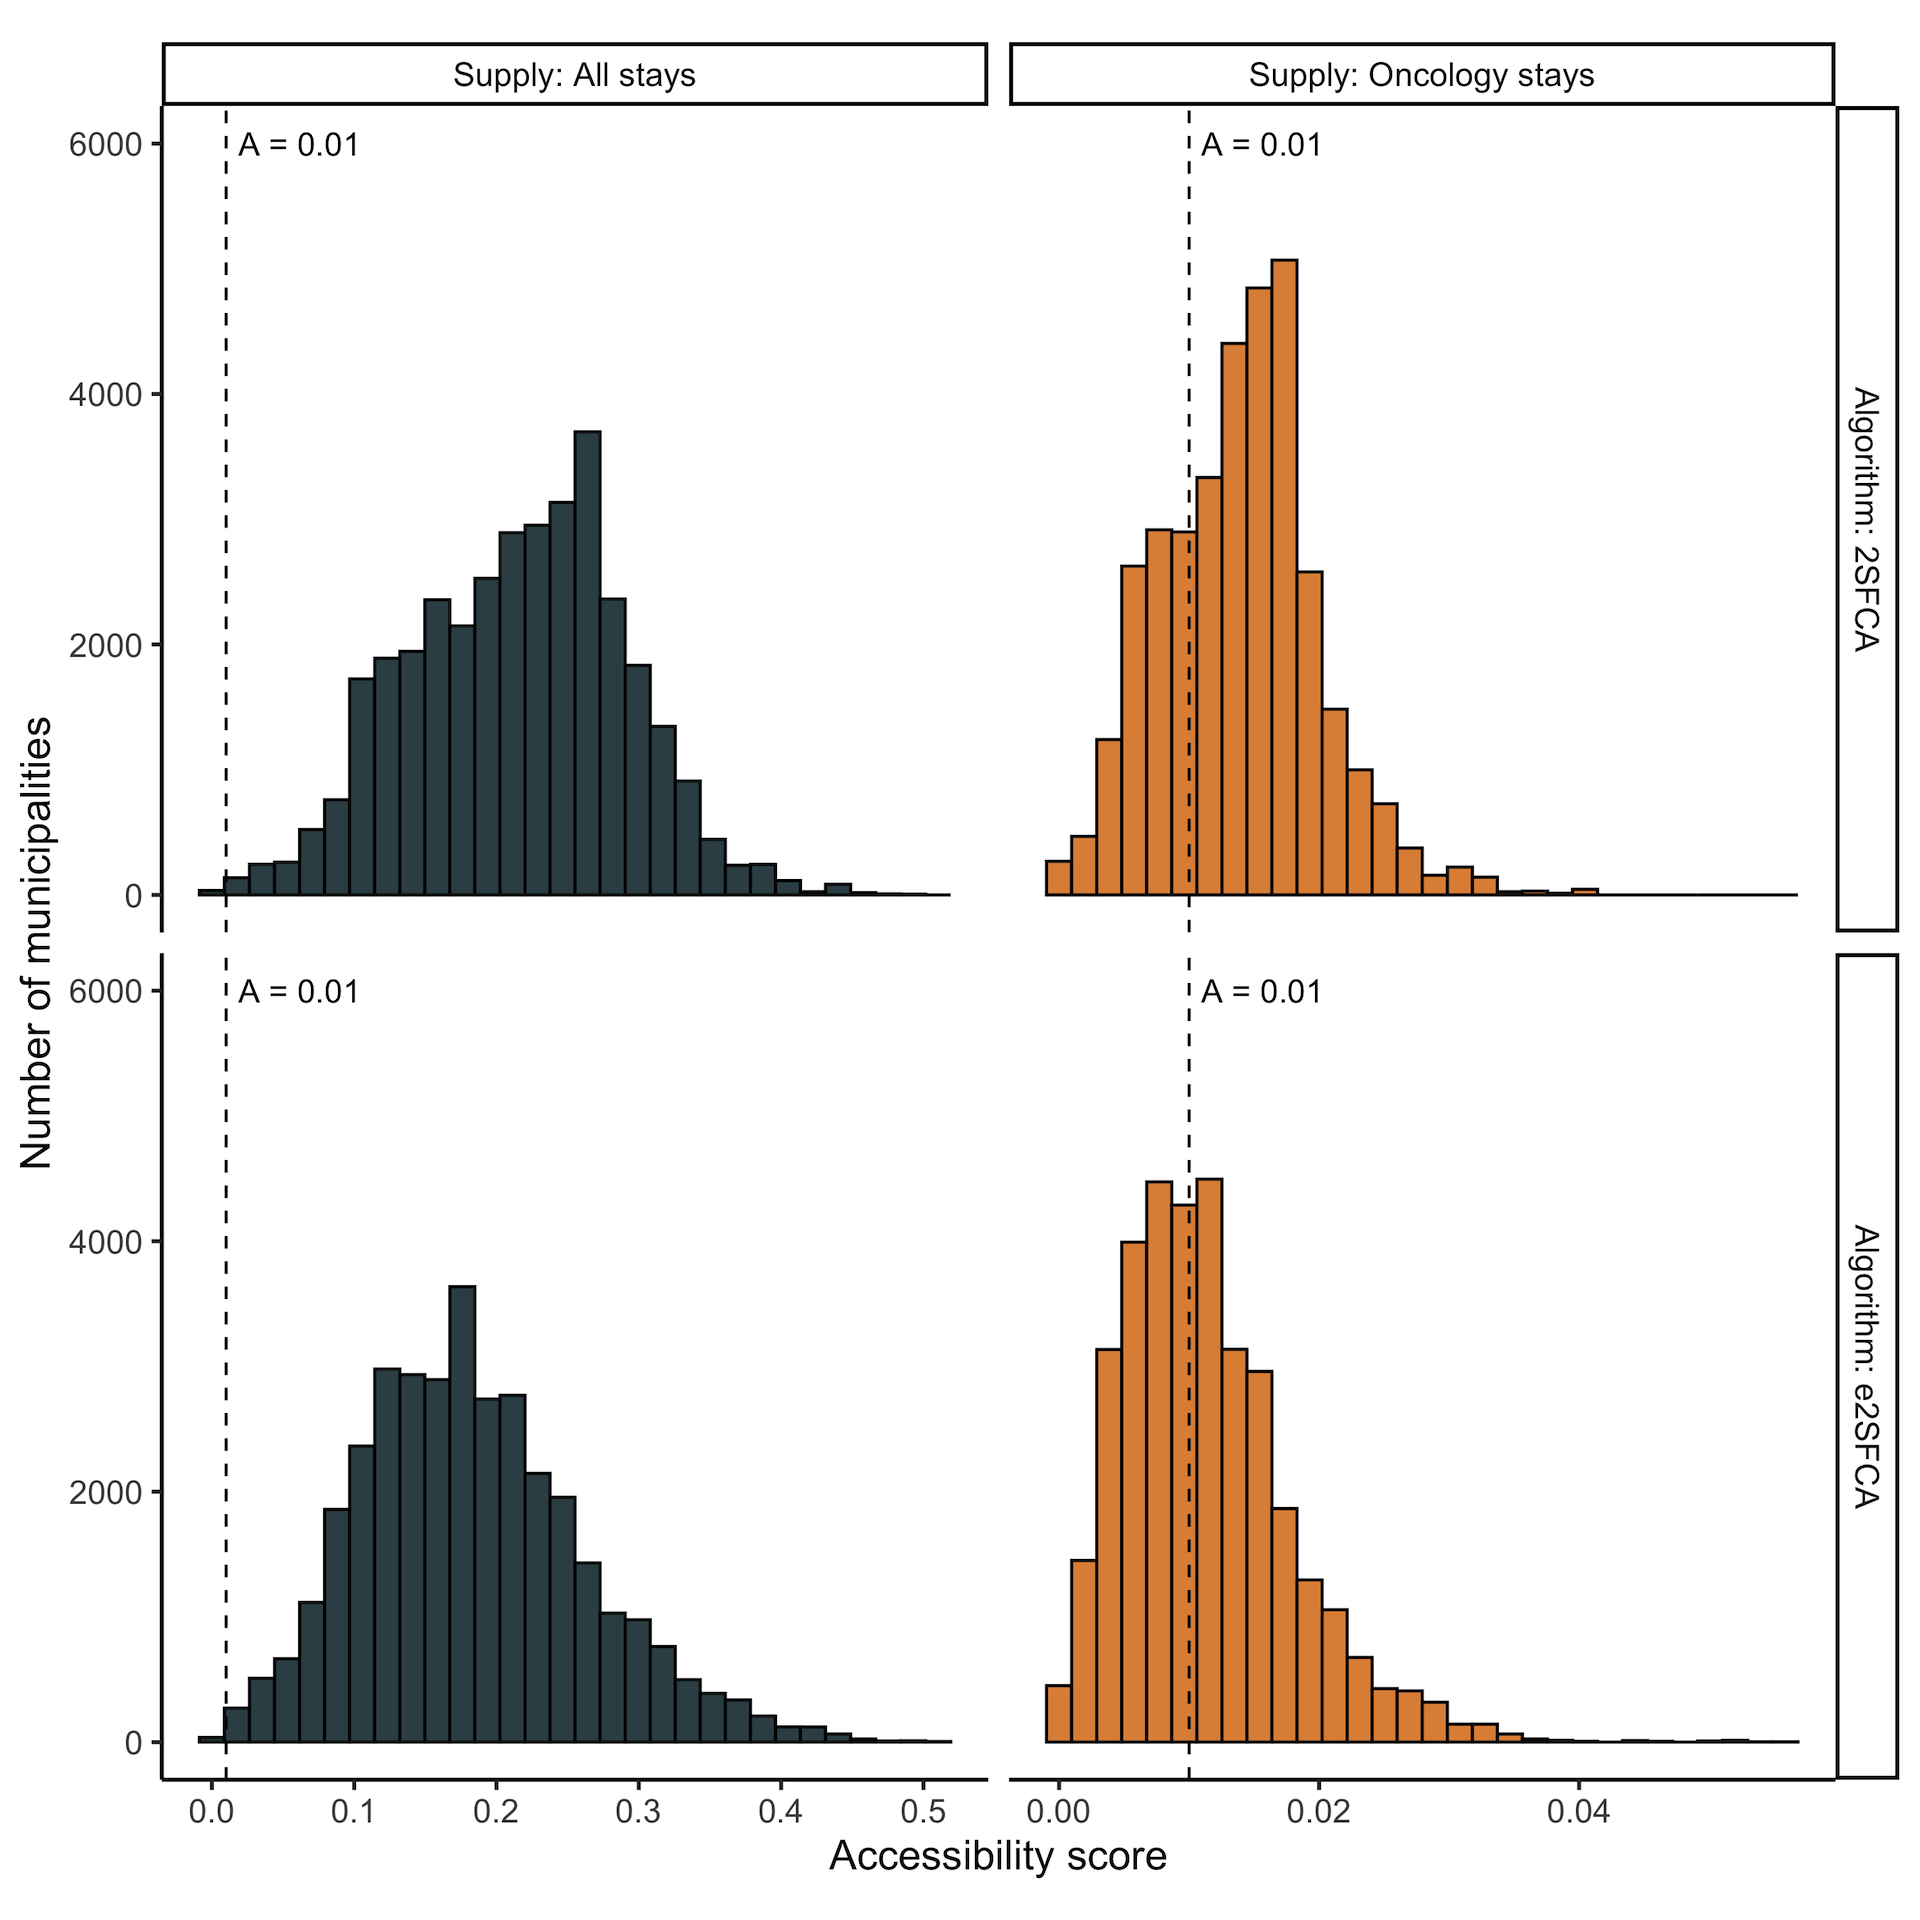 Supply: All stays
Supply: Oncology stays
Number of municipalities
6000
4000
2000
0
A = 0.01
A = 0.01
Algorithm: 2SFCA
6000
4000
2000
0
A = 0.01
A = 0.01
Algorithm: e2SFCA
0.0
0.1
0.2
0.3
0.4
0.5
0.00
0.02
0.04
Accessibility score